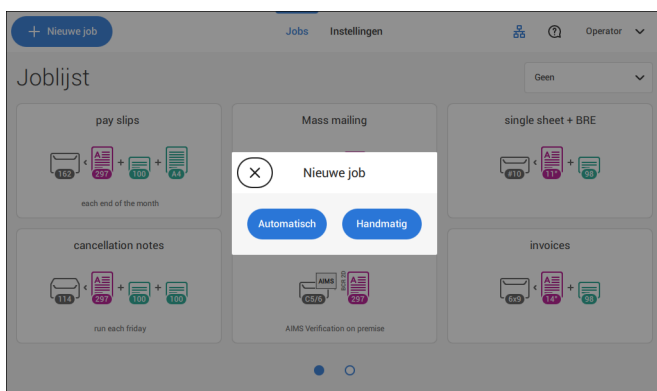 + Nieuwe job
Jobs
Instellingen
Operator
Joblijst
Geen
pay slips
162
297
100
A4
each end of the month
Mass mailing
single sheet + BRE
#10
11"
98
Nieuwe job
Automatisch
Handmatig
cancellation notes
114
297
100
100
run each friday
AIMS
BCR 2D
C5/6
297
AIMS Verification on premise
invoices
6x9
14"
98